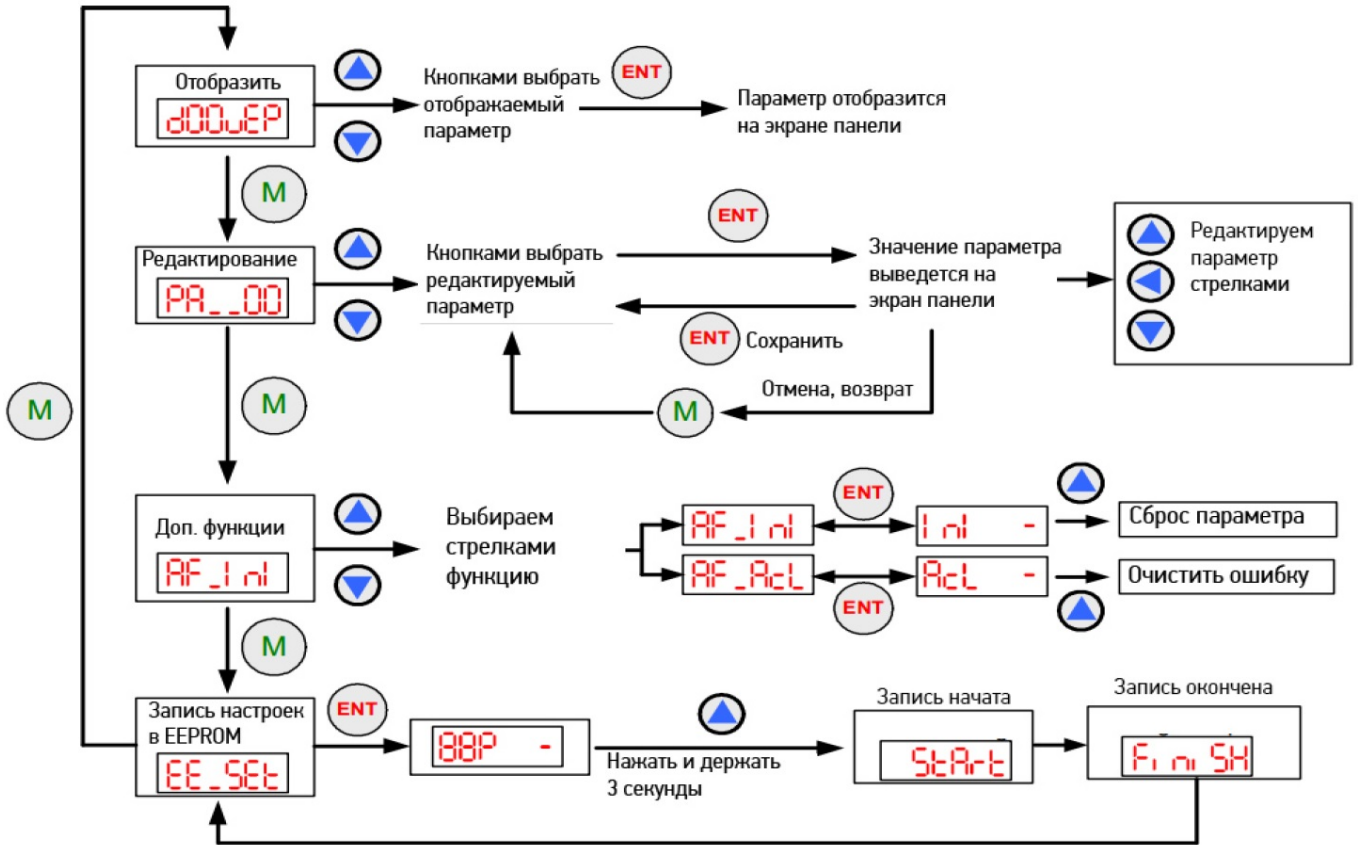 Отобразить
d00uEP
Кнопками выбрать
отображаемый
параметр
ENT
Параметр отобразится
на экране панели
M
Редактирование
PA__00
Кнопками выбрать
редактируемый
параметр
ENT
Значение параметра
выведется на
экран панели
Редактируем
параметр
стрелками
ENT Сохранить
Отмена, возврат
M
M
M
Доп. функции
AF_InI
Выбираем
стрелками
функцию
AF_InI
ENT
InI -
Сброс параметра
AF_AcL
ENT
AcL -
Очистить ошибку
M
Запись настроек
в EEPROM
EE_SEt
ENT
88P -
Нажать и держать
3 секунды
Запись начата
StArt
Запись окончена
FiniSH